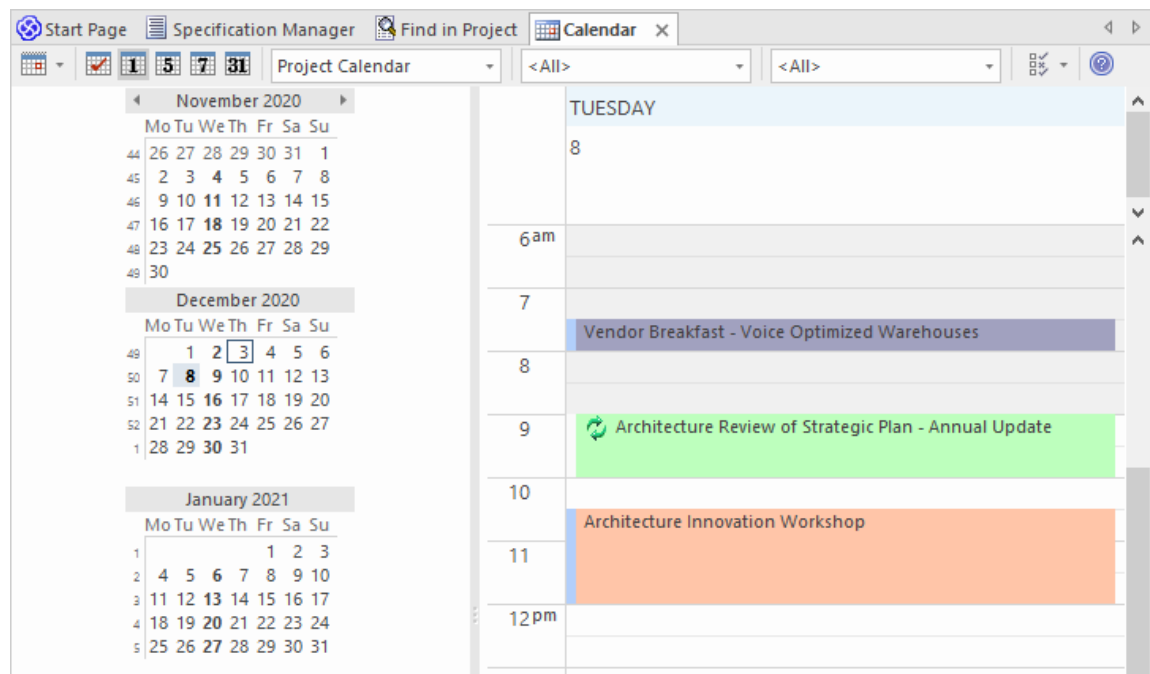 Start Page Specification Manager Find in Project Calendar
1 5 7 31 Project Calendar <All> <All>
November 2020
Mo Tu We Th Fr Sa Su
44 26 27 28 29 30 31 1
45 2 3 4 5 6 7 8
46 9 10 11 12 13 14 15
47 16 17 18 19 20 21 22
48 23 24 25 26 27 28 29
49 30
December 2020
Mo Tu We Th Fr Sa Su
49 1 2 3 4 5 6
50 7 8 9 10 11 12 13
51 14 15 16 17 18 19 20
52 21 22 23 24 25 26 27
1 28 29 30 31
January 2021
Mo Tu We Th Fr Sa Su
1 1 2 3
2 4 5 6 7 8 9 10
3 11 12 13 14 15 16 17
4 18 19 20 21 22 23 24
5 25 26 27 28 29 30 31
TUESDAY
8
6 am
7
Vendor Breakfast - Voice Optimized Warehouses
8
9 Architecture Review of Strategic Plan - Annual Update
10
Architecture Innovation Workshop
11
12 pm